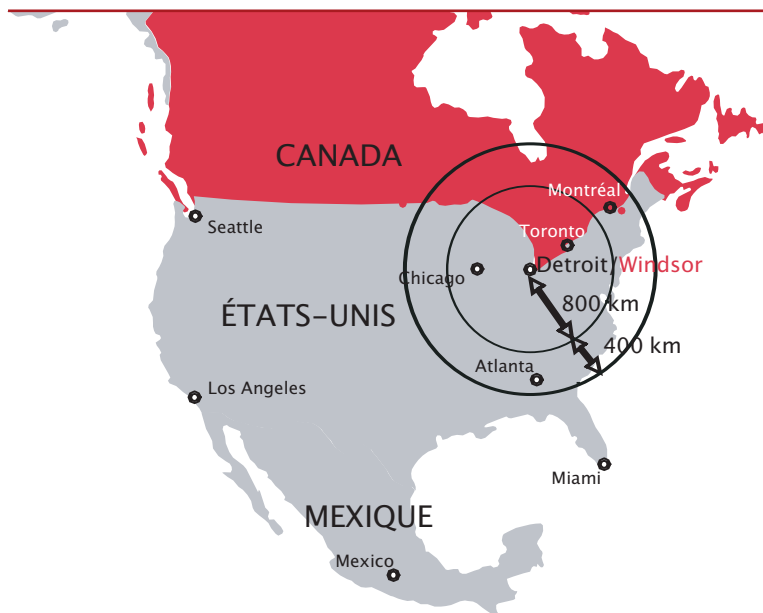 CANADA
Montréal
Seattle
Toronto
Detroit/Windsor
Chicago
800 km
ÉTATS-UNIS
400 km
Atlanta
Los Angeles
Miami
MEXIQUE
Mexico